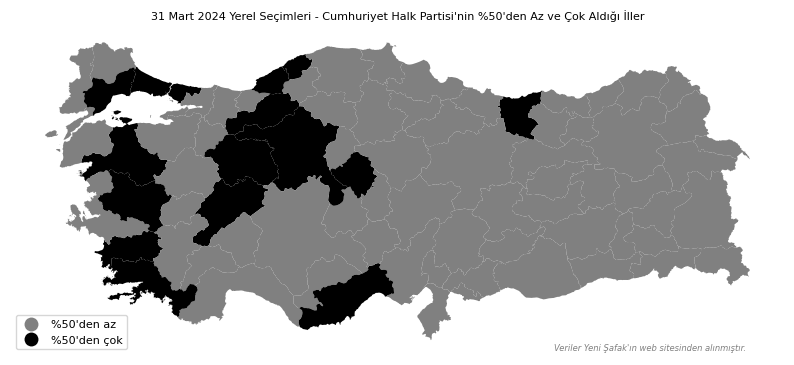 31 Mart 2024 Yerel Seçimleri - Cumhuriyet Halk Partisi'nin %50'den Az ve Çok Aldığı İller
%50'den az
%50'den çok
Veriler Yeni Şafak'ın web sitesinden alınmıştır.